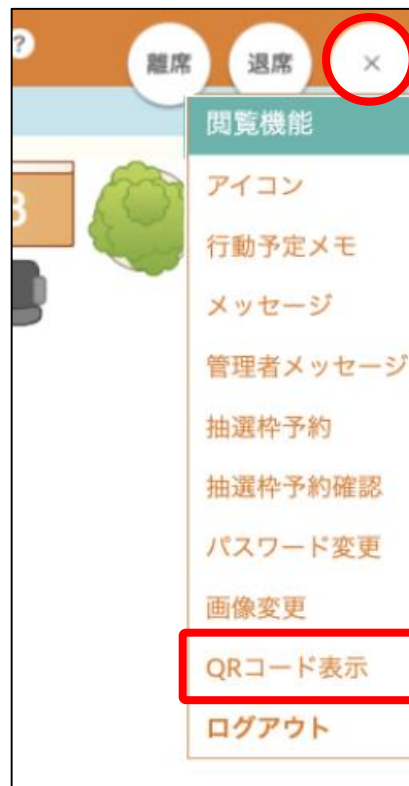 ?
離席 退席 ×
閲覧機能
アイコン
行動予定メモ
メッセージ
管理者メッセージ
抽選枠予約
抽選枠予約確認
パスワード変更
画像変更
QRコード表示
ログアウト